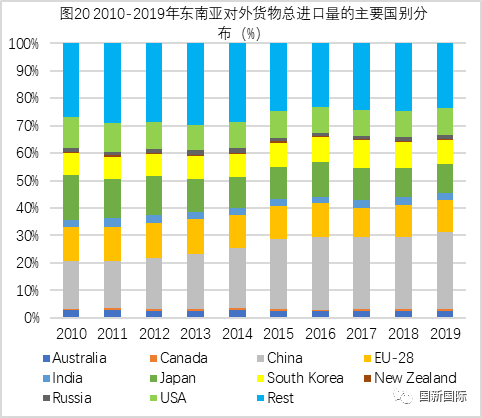 图20 2010-2019年东南亚对外货物总进口量的主要国别分
布（%）
100%
90%
80%
70%
60%
50%
40%
30%
20%
10%
0%
2010 2011 2012 2013 2014 2015 2016 2017 2018 2019
Australia Canada China EU-28
India Japan South Korea New Zealand
Russia USA Rest
国新国际